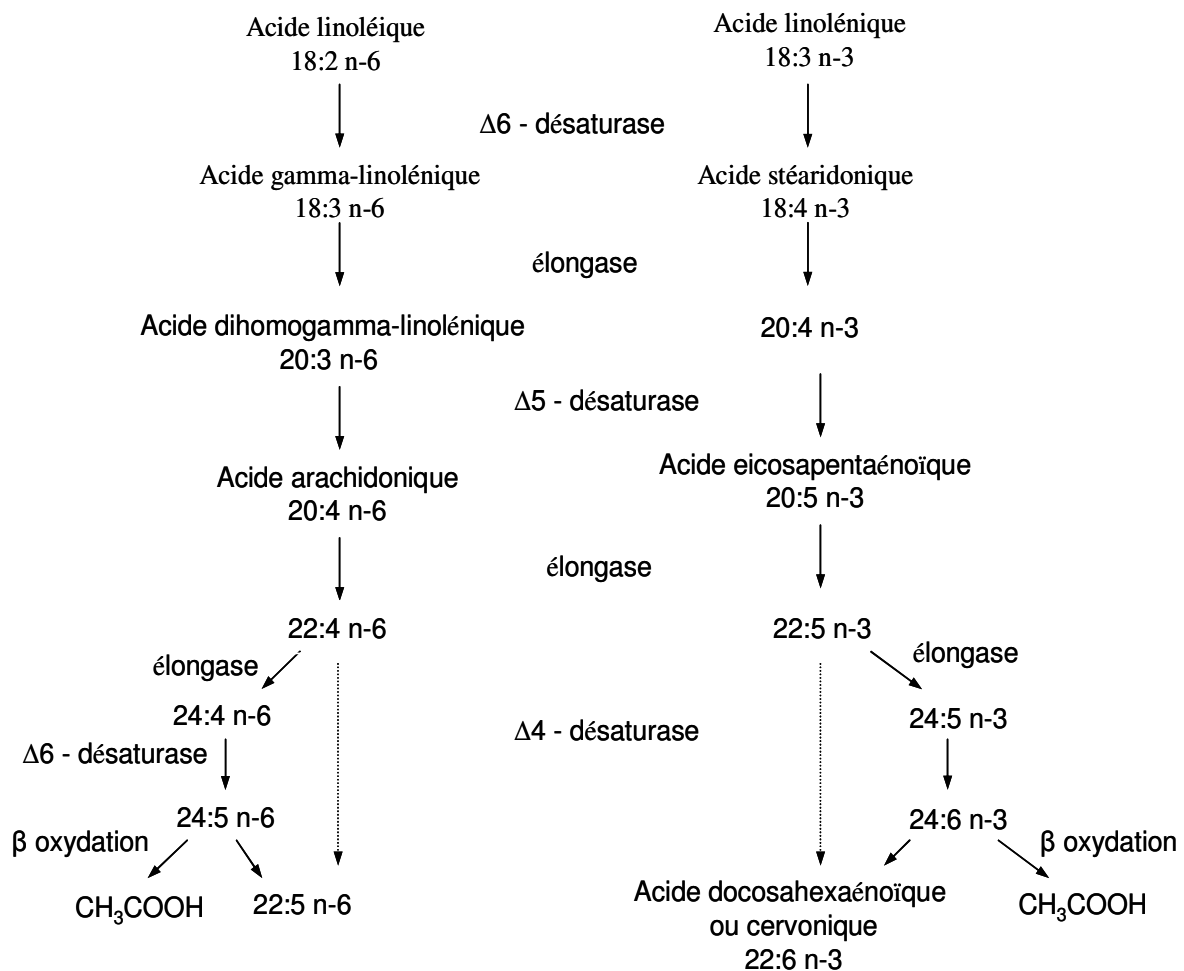 Acide linoléique
18:2 n-6
Acide linolénique
18:3 n-3
Δ6 - désaturase
Acide gamma-linolénique
18:3 n-6
Acide stéaridonique
18:4 n-3
élongase
Acide dihomogamma-linolénique
20:3 n-6
20:4 n-3
Δ5 - désaturase
Acide arachidonique
20:4 n-6
Acide eicosapentaénoïque
20:5 n-3
élongase
22:4 n-6
22:5 n-3
élongase
élongase
24:4 n-6
Δ4 - désaturase
24:5 n-3
Δ6 - désaturase
24:5 n-6
24:6 n-3
β oxydation
β oxydation
CH₃COOH
22:5 n-6
Acide docosahexaénoïque
ou cervonique
22:6 n-3
CH₃COOH